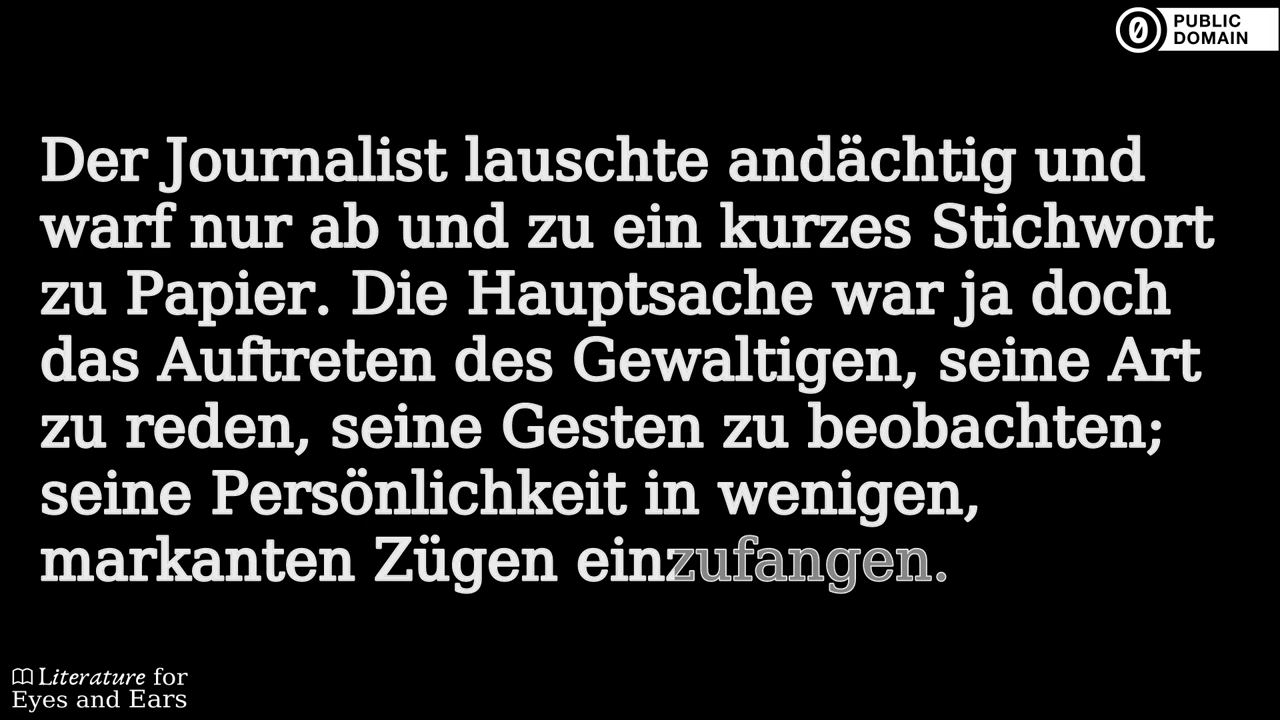 PUBLIC
DOMAIN
Der Journalist lauschte andächtig und
warf nur ab und zu ein kurzes Stichwort
zu Papier. Die Hauptsache war ja doch
das Auftreten des Gewaltigen, seine Art
zu reden, seine Gesten zu beobachten;
seine Persönlichkeit in wenigen,
markanten Zügen einzufangen.
Literature for
Eyes and Ears